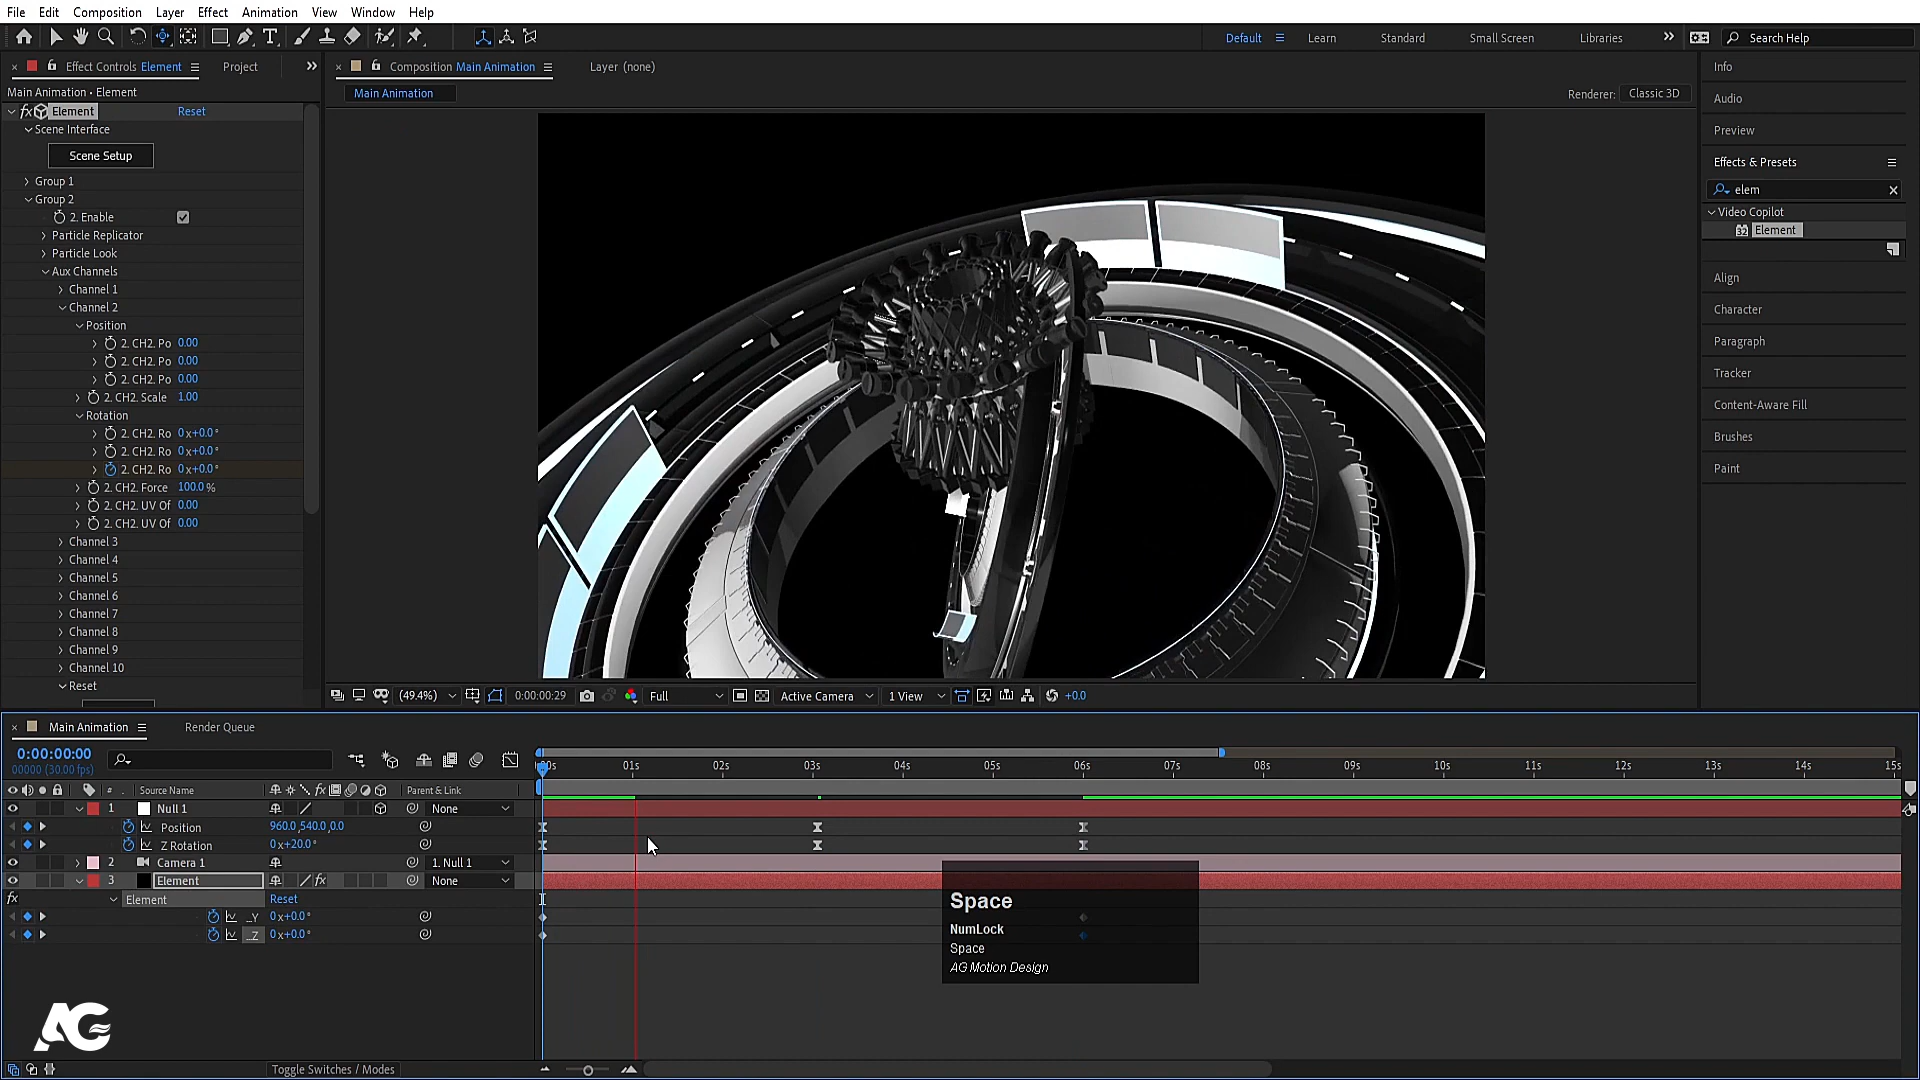 File Edit Composition Layer Effect Animation View Window Help
Default Learn Standard Small Screen Libraries Search Help
Effect Controls Element Project
Composition Main Animation Layer (none)
Main Animation • Element
Main Animation
Renderer: Classic 3D
fx Element Reset
Scene Interface
Scene Setup
Group 1
Group 2
2. Enable
Particle Replicator
Particle Look
Aux Channels
Channel 1
Channel 2
Position
2. CH2. Po 0.00
2. CH2. Po 0.00
2. CH2. Po 0.00
2. CH2. Scale 1.00
Rotation
2. CH2. Ro 0x+0.0°
2. CH2. Ro 0x+0.0°
2. CH2. Ro 0x+0.0°
2. CH2. Force 100.0%
2. CH2. UV Of 0.00
2. CH2. UV Of 0.00
Channel 3
Channel 4
Channel 5
Channel 6
Channel 7
Channel 8
Channel 9
Channel 10
Reset
Info
Audio
Preview
Effects & Presets
elem
Video Copilot
32 Element
Align
Character
Paragraph
Tracker
Content-Aware Fill
Brushes
Paint
(49.4%) 0:00:00:29 Full Active Camera 1 View +0.0
Main Animation Render Queue
0:00:00:00
00000 (30.00 fps)
01s 02s 03s 04s 05s 06s 07s 08s 09s 10s 11s 12s 13s 14s 15s
# Source Name fx Parent & Link
1 Null 1 None
Position 960.0,540.0,0.0
Z Rotation 0x+20.0°
2 Camera 1 1. Null 1
3 Element fx None
fx Element Reset
..Y 0x+0.0°
..Z 0x+0.0°
Space
NumLock
Space
AG Motion Design
AG
Toggle Switches / Modes